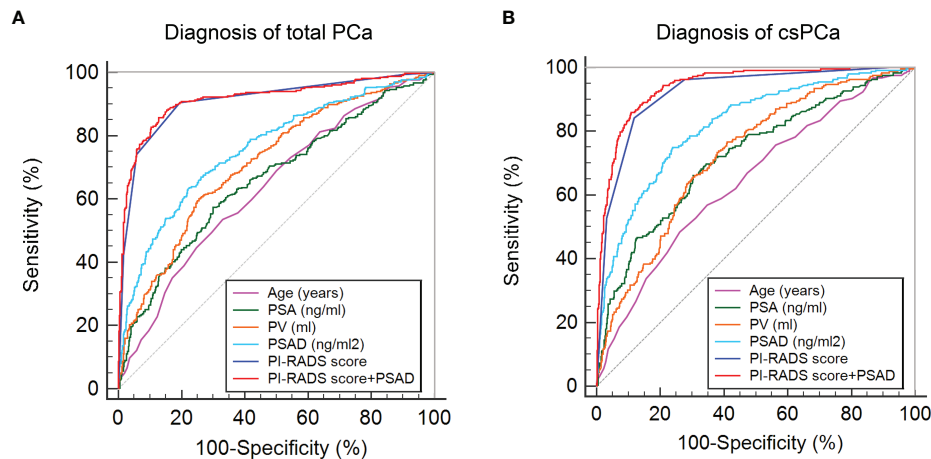 A
Diagnosis of total PCa
Sensitivity (%)
100
80
60
40
20
0
Age (years)
PSA (ng/ml)
PV (ml)
PSAD (ng/ml2)
PI-RADS score
PI-RADS score+PSAD
0 20 40 60 80 100
100-Specificity (%)
B
Diagnosis of csPCa
Sensitivity (%)
100
80
60
40
20
0
Age (years)
PSA (ng/ml)
PV (ml)
PSAD (ng/ml2)
PI-RADS score
PI-RADS score+PSAD
0 20 40 60 80 100
100-Specificity (%)